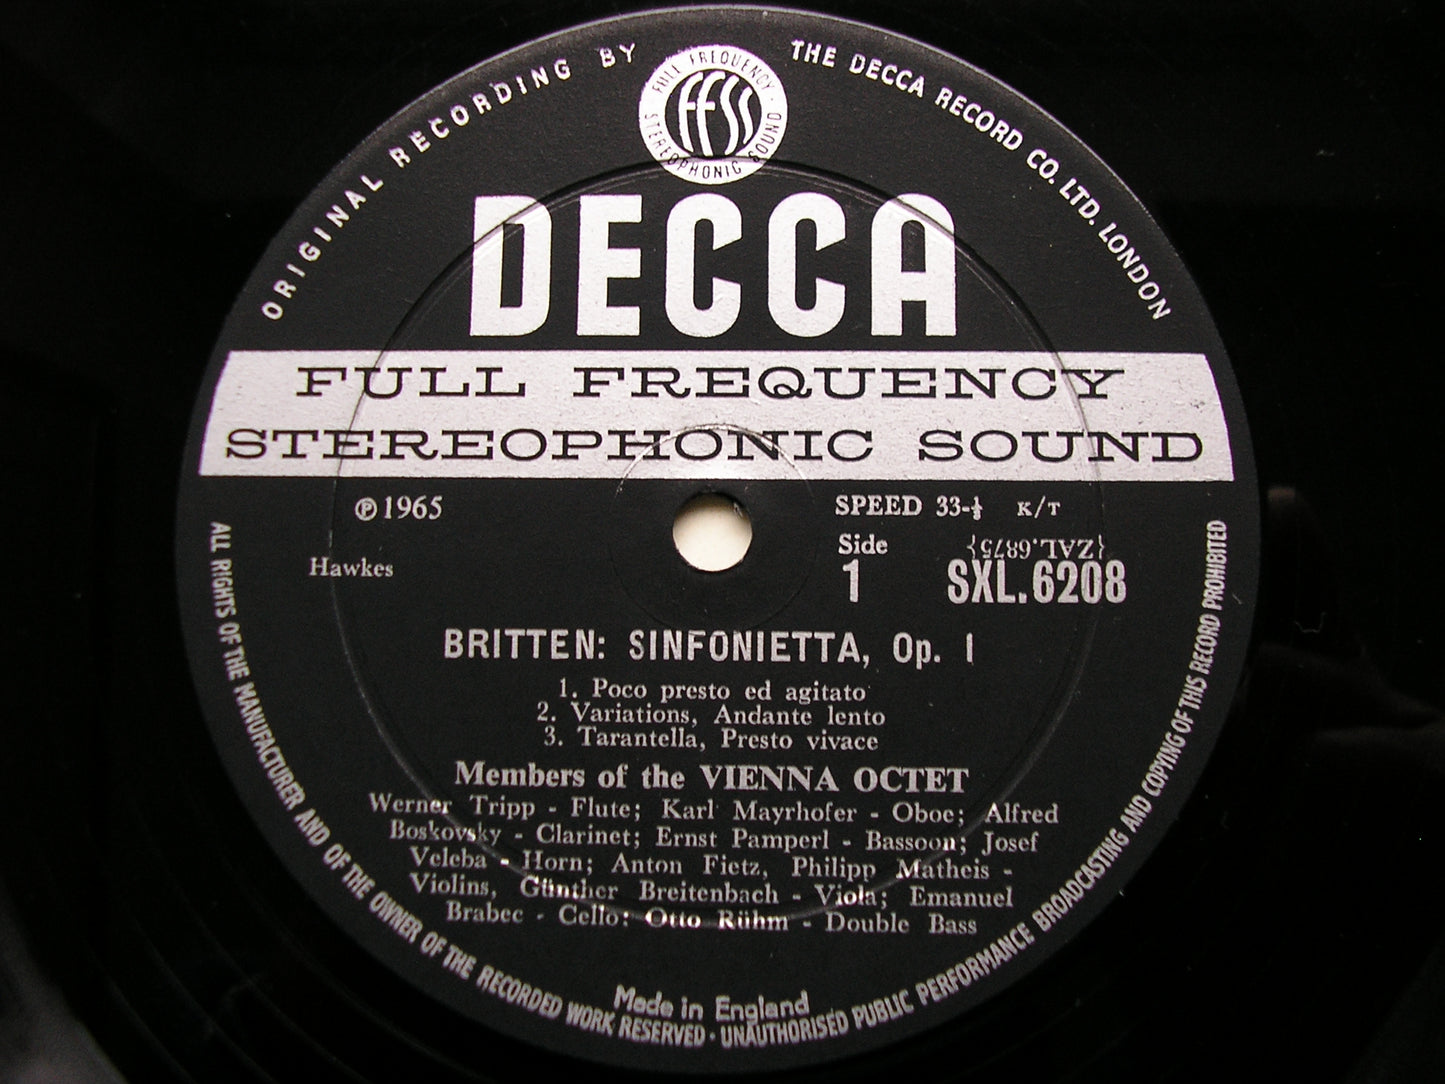 ORIGINAL RECORDING BY
THE DECCA RECORD CO. LTD. LONDON
FULL FREQUENCY · STEREOPHONIC SOUND ·
FFSS
DECCA
FULL FREQUENCY
STEREOPHONIC SOUND
Ⓟ 1965
SPEED 33-⅓ K/T
Hawkes
Side
1
{ZAL.6875}
SXL.6208
BRITTEN: SINFONIETTA, Op. 1
1. Poco presto ed agitato
2. Variations, Andante lento
3. Tarantella, Presto vivace
Members of the VIENNA OCTET
Werner Tripp - Flute; Karl Mayrhofer - Oboe; Alfred
Boskovsky - Clarinet; Ernst Pamperl - Bassoon; Josef
Veleba - Horn; Anton Fietz, Philipp Matheis -
Violins, Günther Breitenbach - Viola; Emanuel
Brabec - Cello; Otto Rühm - Double Bass
Made in England
ALL RIGHTS OF THE MANUFACTURER AND OF THE OWNER OF THE RECORDED WORK RESERVED · UNAUTHORISED PUBLIC PERFORMANCE BROADCASTING AND COPYING OF THIS RECORD PROHIBITED